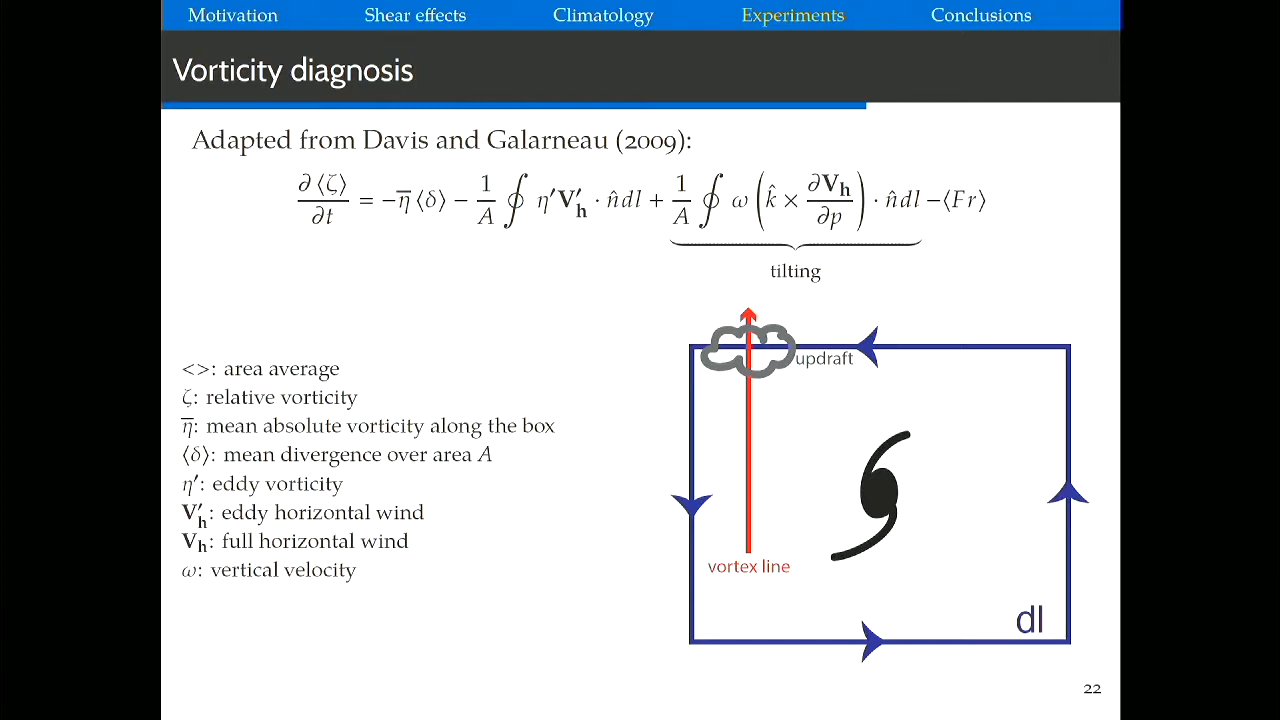 Motivation Shear effects Climatology Experiments Conclusions
Vorticity diagnosis
Adapted from Davis and Galarneau (2009):
∂⟨ζ⟩/∂t = −η̅⟨δ⟩ − 1/A ∮ η′V′ₕ · n̂dl + 1/A ∮ ω (k̂ × ∂Vₕ/∂p) · n̂dl −⟨Fr⟩
tilting
<>: area average
ζ: relative vorticity
η̅: mean absolute vorticity along the box
⟨δ⟩: mean divergence over area A
η′: eddy vorticity
V′ₕ: eddy horizontal wind
Vₕ: full horizontal wind
ω: vertical velocity
updraft
vortex line
dl
22